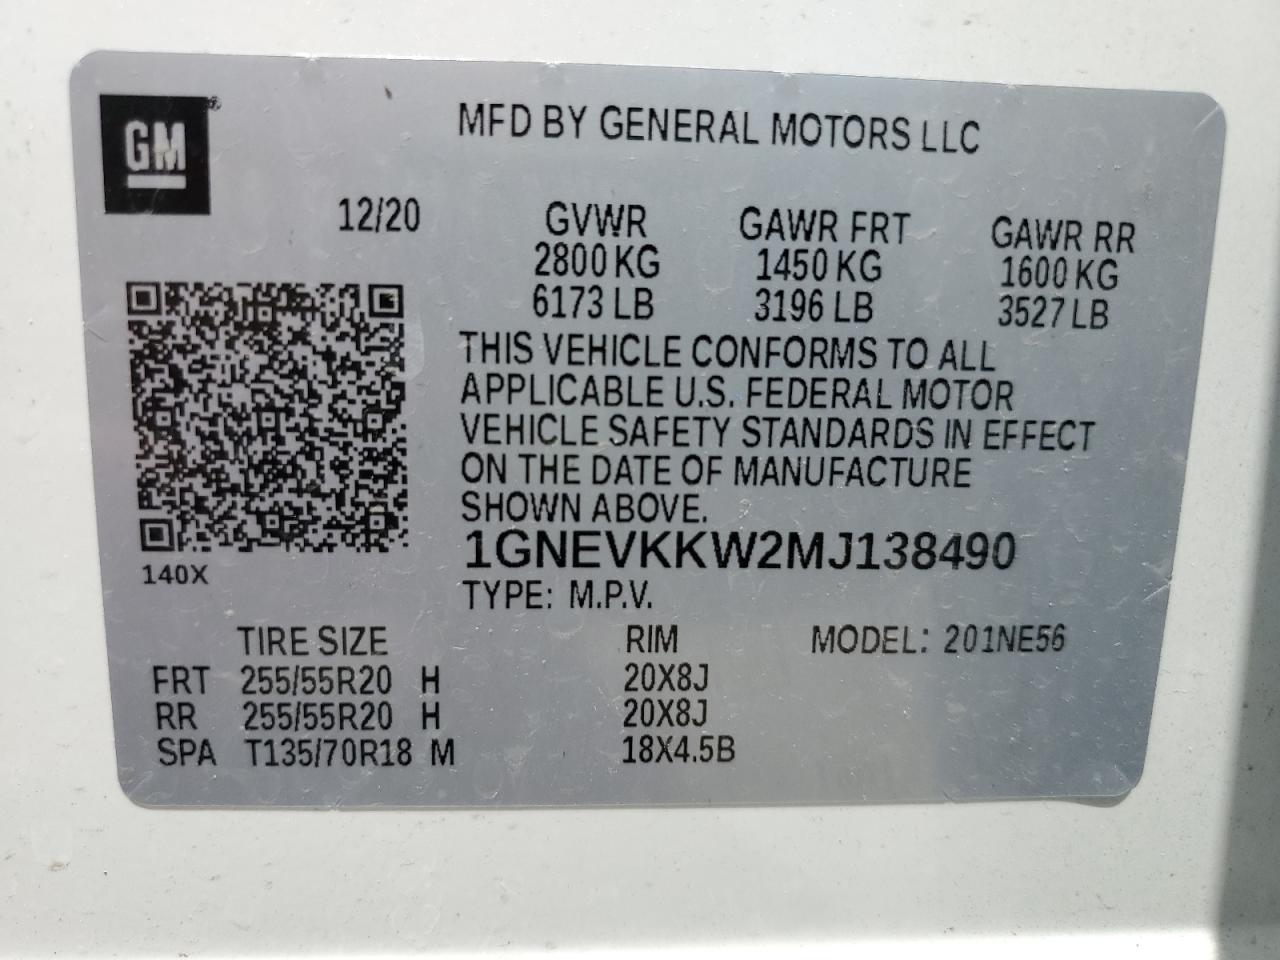 GM®
MFD BY GENERAL MOTORS LLC
12/20
GVWR GAWR FRT GAWR RR
2800 KG 1450 KG 1600 KG
6173 LB 3196 LB 3527 LB
THIS VEHICLE CONFORMS TO ALL
APPLICABLE U.S. FEDERAL MOTOR
VEHICLE SAFETY STANDARDS IN EFFECT
ON THE DATE OF MANUFACTURE
SHOWN ABOVE.
1GNEVKKW2MJ138490
140X
TYPE: M.P.V.
TIRE SIZE RIM MODEL: 201NE56
FRT 255/55R20 H 20X8J
RR 255/55R20 H 20X8J
SPA T135/70R18 M 18X4.5B